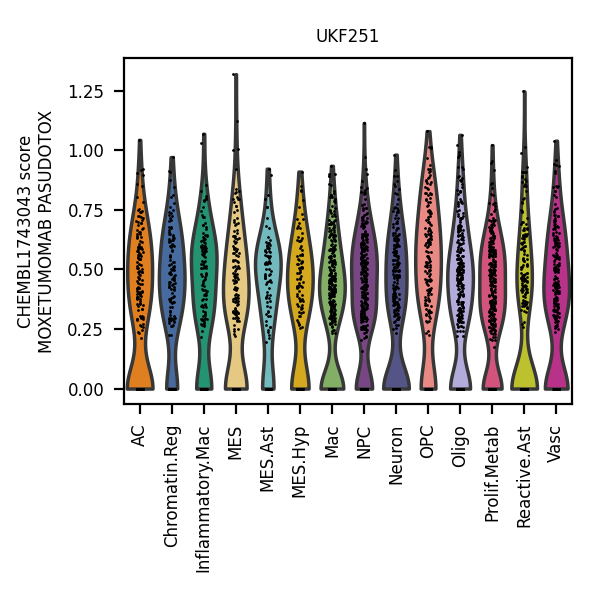 UKF251
CHEMBL1743043 score
MOXETUMOMAB PASUDOTOX
1.25
1.00
0.75
0.50
0.25
0.00
AC
Chromatin.Reg
Inflammatory.Mac
MES
MES.Ast
MES.Hyp
Mac
NPC
Neuron
OPC
Oligo
Prolif.Metab
Reactive.Ast
Vasc